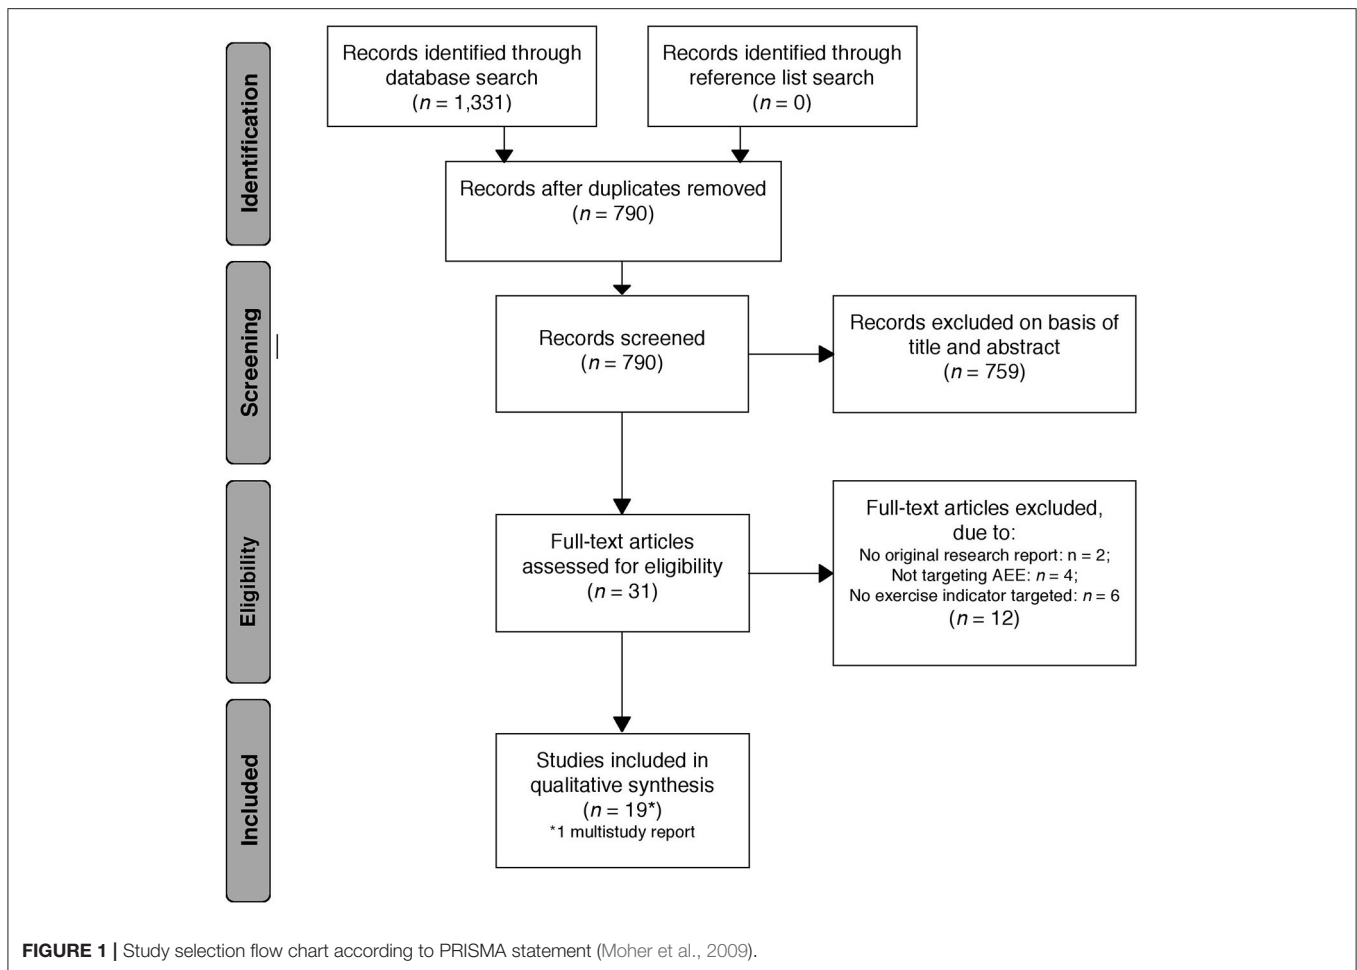 Identification
Records identified through
database search
(n = 1,331)
Records identified through
reference list search
(n = 0)
Records after duplicates removed
(n = 790)
Screening
Records screened
(n = 790)
Records excluded on basis of
title and abstract
(n = 759)
Eligibility
Full-text articles
assessed for eligibility
(n = 31)
Full-text articles excluded,
due to:
No original research report: n = 2;
Not targeting AEE: n = 4;
No exercise indicator targeted: n = 6
(n = 12)
Included
Studies included in
qualitative synthesis
(n = 19*)
*1 multistudy report
FIGURE 1 | Study selection flow chart according to PRISMA statement (Moher et al., 2009).